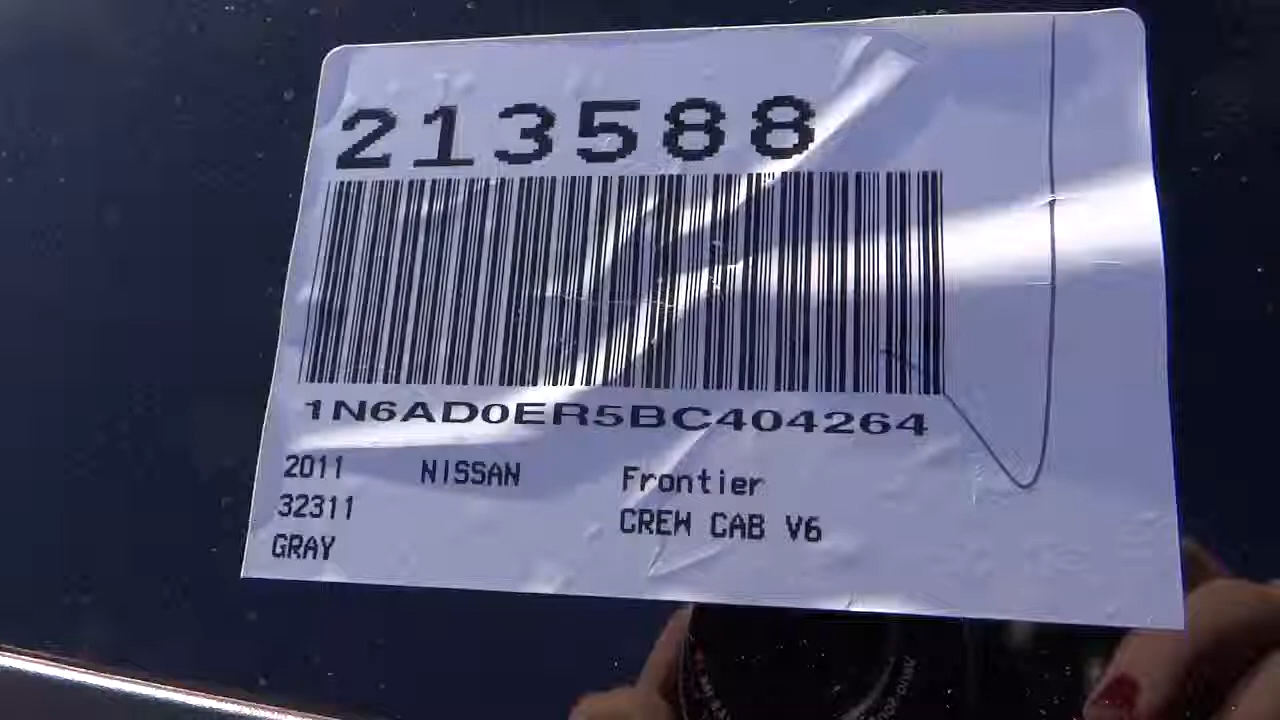 213588
1N6AD0ER5BC404264
2011 NISSAN Frontier
32311 CREW CAB V6
GRAY